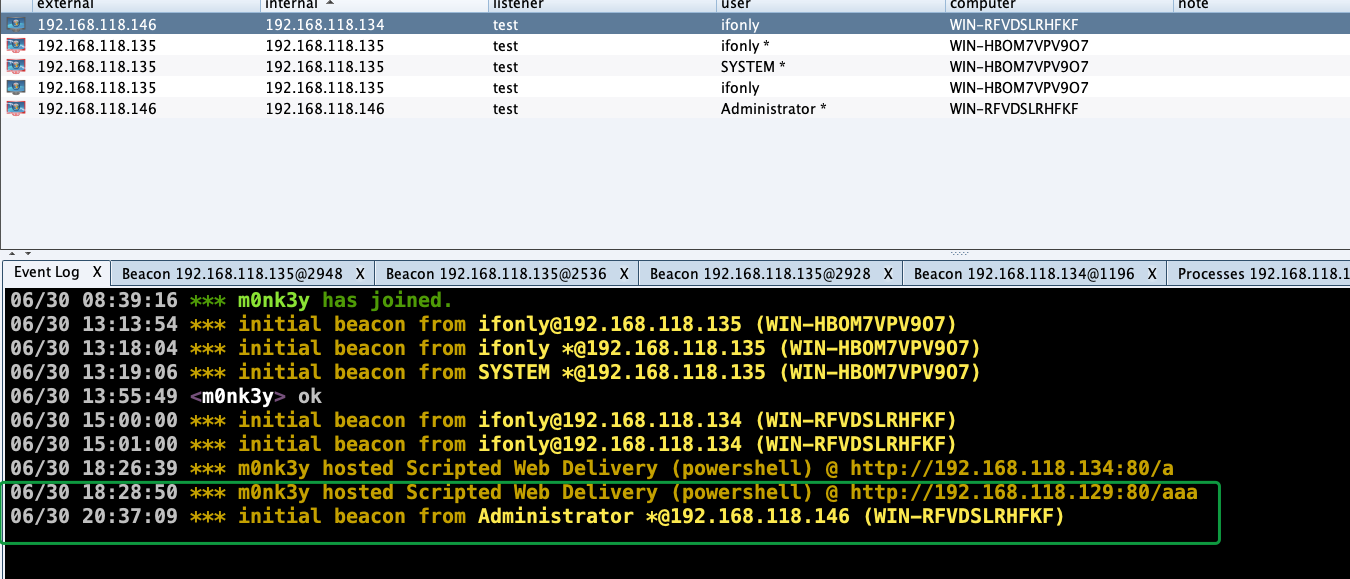 external internal listener user computer note
192.168.118.146 192.168.118.134 test ifonly WIN-RFVDSLRHFKF
192.168.118.135 192.168.118.135 test ifonly * WIN-HBOM7VPV9O7
192.168.118.135 192.168.118.135 test SYSTEM * WIN-HBOM7VPV9O7
192.168.118.135 192.168.118.135 test ifonly WIN-HBOM7VPV9O7
192.168.118.146 192.168.118.146 test Administrator * WIN-RFVDSLRHFKF
Event Log X Beacon 192.168.118.135@2948 X Beacon 192.168.118.135@2536 X Beacon 192.168.118.135@2928 X Beacon 192.168.118.134@1196 X Processes 192.168.118.1
06/30 08:39:16 *** m0nk3y has joined.
06/30 13:13:54 *** initial beacon from ifonly@192.168.118.135 (WIN-HBOM7VPV9O7)
06/30 13:18:04 *** initial beacon from ifonly *@192.168.118.135 (WIN-HBOM7VPV9O7)
06/30 13:19:06 *** initial beacon from SYSTEM *@192.168.118.135 (WIN-HBOM7VPV9O7)
06/30 13:55:49 <m0nk3y> ok
06/30 15:00:00 *** initial beacon from ifonly@192.168.118.134 (WIN-RFVDSLRHFKF)
06/30 15:01:00 *** initial beacon from ifonly@192.168.118.134 (WIN-RFVDSLRHFKF)
06/30 18:26:39 *** m0nk3y hosted Scripted Web Delivery (powershell) @ http://192.168.118.134:80/a
06/30 18:28:50 *** m0nk3y hosted Scripted Web Delivery (powershell) @ http://192.168.118.129:80/aaa
06/30 20:37:09 *** initial beacon from Administrator *@192.168.118.146 (WIN-RFVDSLRHFKF)